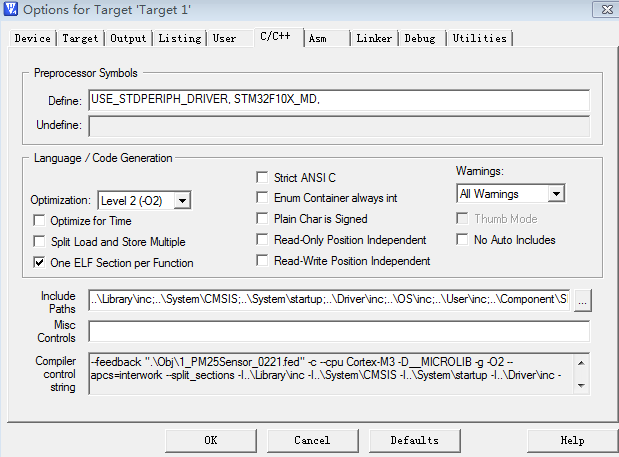 Options for Target 'Target 1'
Device Target Output Listing User C/C++ Asm Linker Debug Utilities
Preprocessor Symbols
Define: USE_STDPERIPH_DRIVER, STM32F10X_MD,
Undefine:
Language / Code Generation
Optimization: Level 2 (-O2)
Optimize for Time
Split Load and Store Multiple
One ELF Section per Function
Strict ANSI C
Enum Container always int
Plain Char is Signed
Read-Only Position Independent
Read-Write Position Independent
Warnings:
All Warnings
Thumb Mode
No Auto Includes
Include Paths ..\Library\inc;..\System\CMSIS;..\System\startup;..\Driver\inc;..\OS\inc;..\User\inc;..\Component\S ...
Misc Controls
Compiler control string
--feedback ".\Obj\1_PM25Sensor_0221.fed" -c --cpu Cortex-M3 -D__MICROLIB -g -O2 --
apcs=interwork --split_sections -I..\Library\inc -I..\System\CMSIS -I..\System\startup -I..\Driver\inc -
OK Cancel Defaults Help